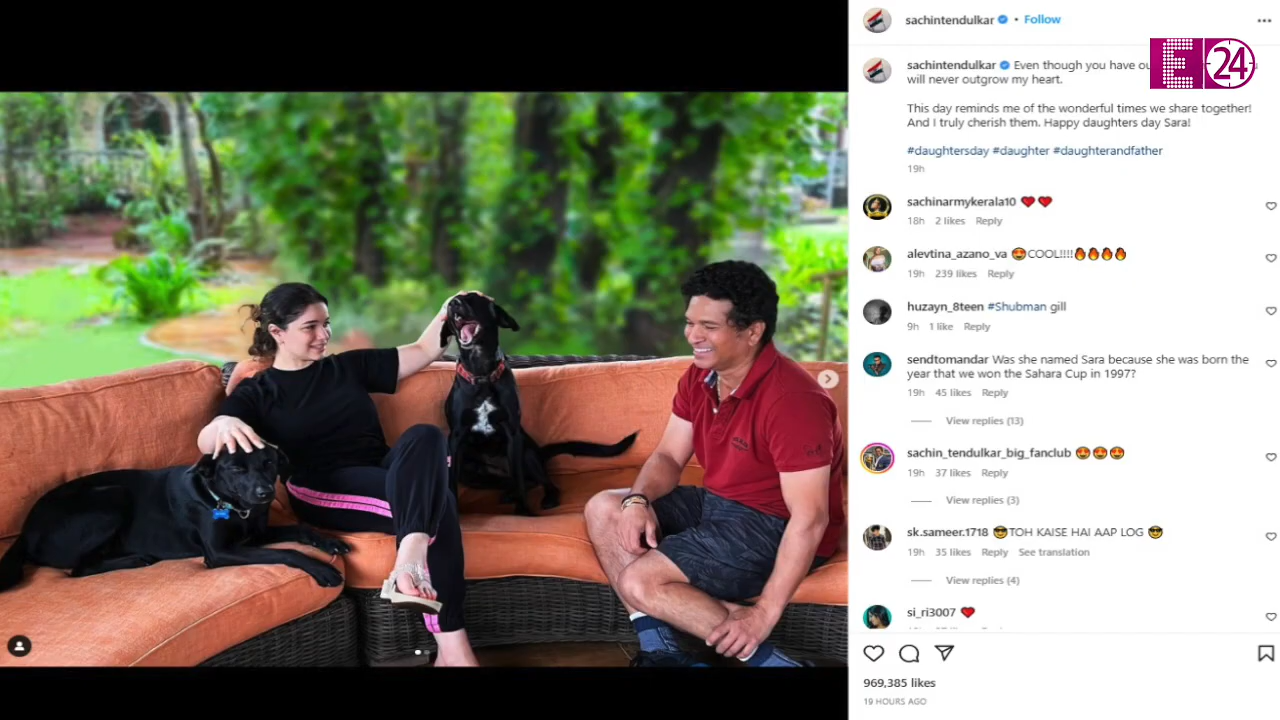 sachintendulkar • Follow
E 24
sachintendulkar Even though you have ou
will never outgrow my heart.
This day reminds me of the wonderful times we share together!
And I truly cherish them. Happy daughters day Sara!
#daughtersday #daughter #daughterandfather
19h
sachinarmykerala10 ❤️❤️
18h 2 likes Reply
alevtina_azano_va 😍COOL!!!!🔥🔥🔥🔥
19h 239 likes Reply
huzayn_8teen #Shubman gill
9h 1 like Reply
sendtomandar Was she named Sara because she was born the
year that we won the Sahara Cup in 1997?
19h 45 likes Reply
View replies (13)
sachin_tendulkar_big_fanclub 😍😍😍
19h 37 likes Reply
View replies (3)
sk.sameer.1718 😎TOH KAISE HAI AAP LOG 😎
19h 35 likes Reply See translation
View replies (4)
si_ri3007 ❤️
969,385 likes
19 HOURS AGO